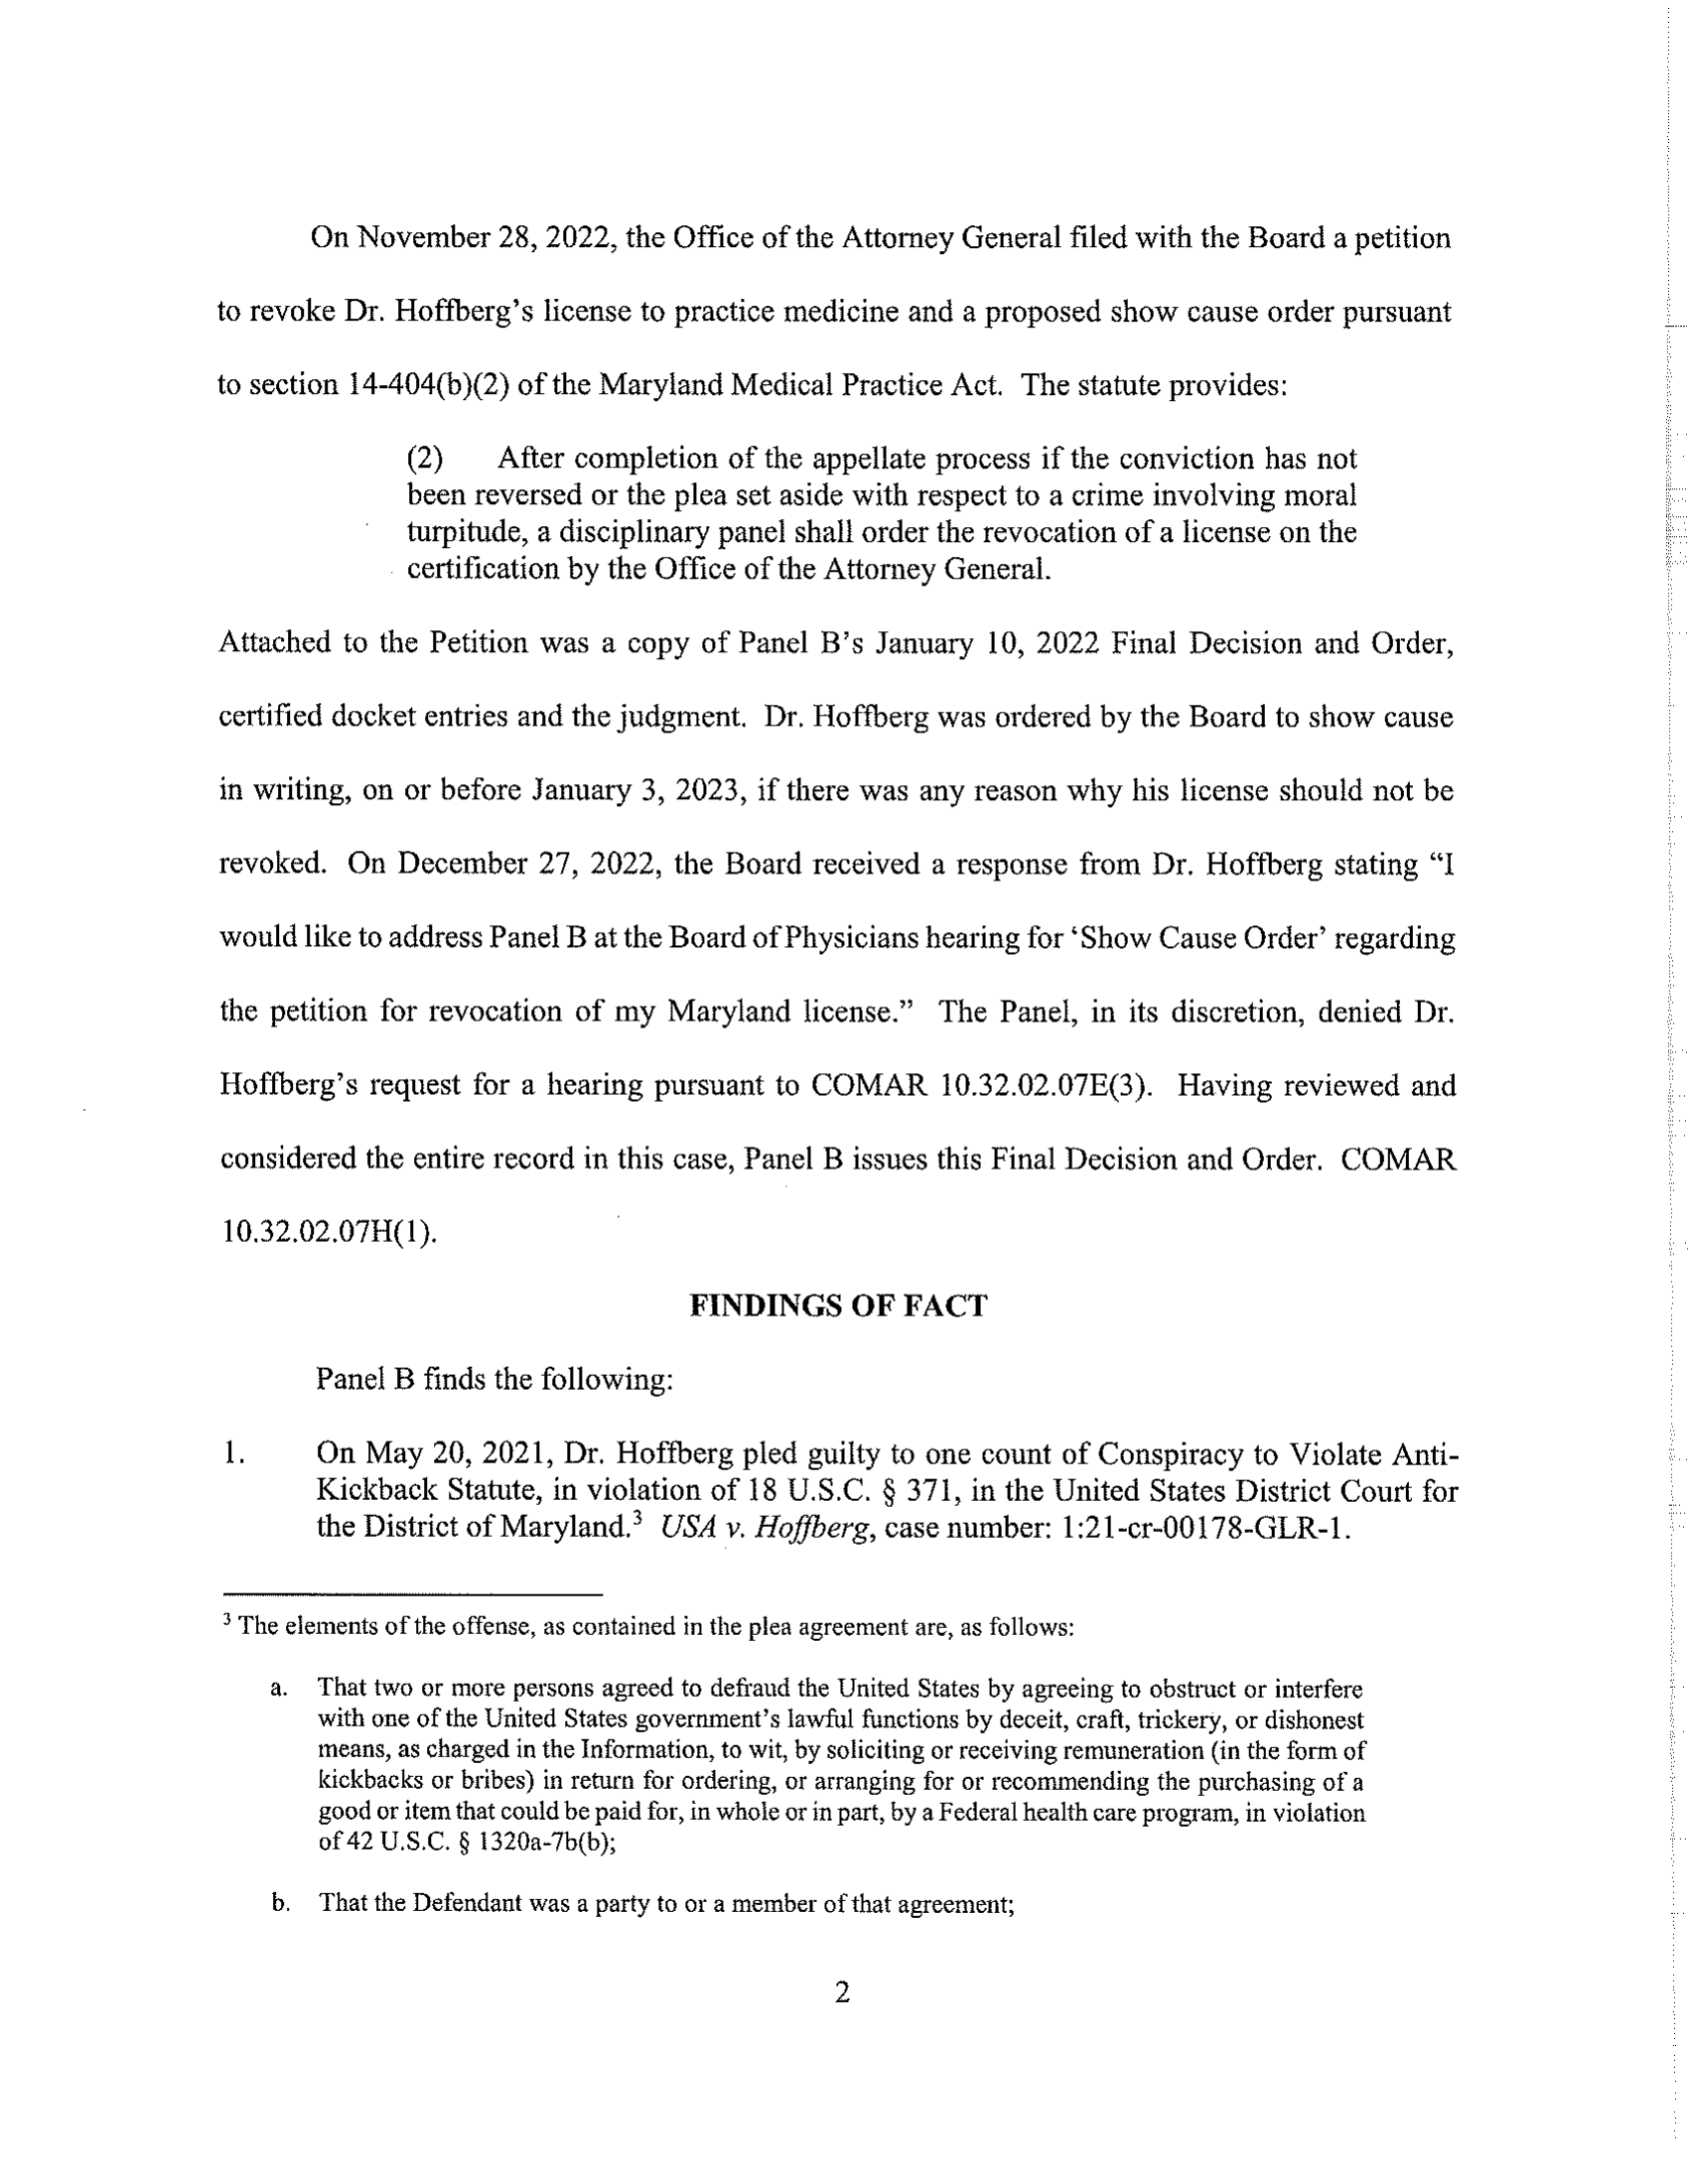 On November 28, 2022, the Office of the Attorney General filed with the Board a petition
to revoke Dr. Hoffberg's license to practice medicine and a proposed show cause order pursuant
to section 14-404(b)(2) of the Maryland Medical Practice Act. The statute provides:
(2) After completion of the appellate process if the conviction has not
been reversed or the plea set aside with respect to a crime involving moral
turpitude, a disciplinary panel shall order the revocation of a license on the
certification by the Office of the Attorney General.
Attached to the Petition was a copy of Panel B's January 10, 2022 Final Decision and Order,
certified docket entries and the judgment. Dr. Hoffberg was ordered by the Board to show cause
in writing, on or before January 3, 2023, if there was any reason why his license should not be
revoked. On December 27, 2022, the Board received a response from Dr. Hoffberg stating “I
would like to address Panel B at the Board of Physicians hearing for ‘Show Cause Order’ regarding
the petition for revocation of my Maryland license.” The Panel, in its discretion, denied Dr.
Hoffberg's request for a hearing pursuant to COMAR 10.32.02.07E(3). Having reviewed and
considered the entire record in this case, Panel B issues this Final Decision and Order. COMAR
10.32.02.07H(1).
FINDINGS OF FACT
Panel B finds the following:
1. On May 20, 2021, Dr. Hoffberg pled guilty to one count of Conspiracy to Violate Anti-
Kickback Statute, in violation of 18 U.S.C. § 371, in the United States District Court for
the District of Maryland.³ USA v. Hoffberg, case number: 1:21-cr-00178-GLR-1.
³ The elements of the offense, as contained in the plea agreement are, as follows:
a. That two or more persons agreed to defraud the United States by agreeing to obstruct or interfere
with one of the United States government's lawful functions by deceit, craft, trickery, or dishonest
means, as charged in the Information, to wit, by soliciting or receiving remuneration (in the form of
kickbacks or bribes) in return for ordering, or arranging for or recommending the purchasing of a
good or item that could be paid for, in whole or in part, by a Federal health care program, in violation
of 42 U.S.C. § 1320a-7b(b);
b. That the Defendant was a party to or a member of that agreement;
2